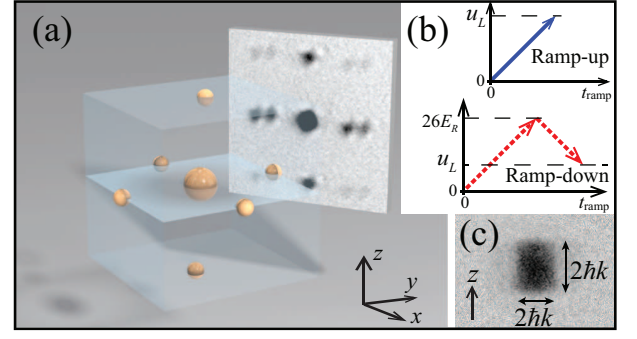 (a)
z
y
x
(b)
u_L
0
0
Ramp-up
t_ramp
26E_R
u_L
0
0
Ramp-down
t_ramp
(c)
z
2ħk
2ħk